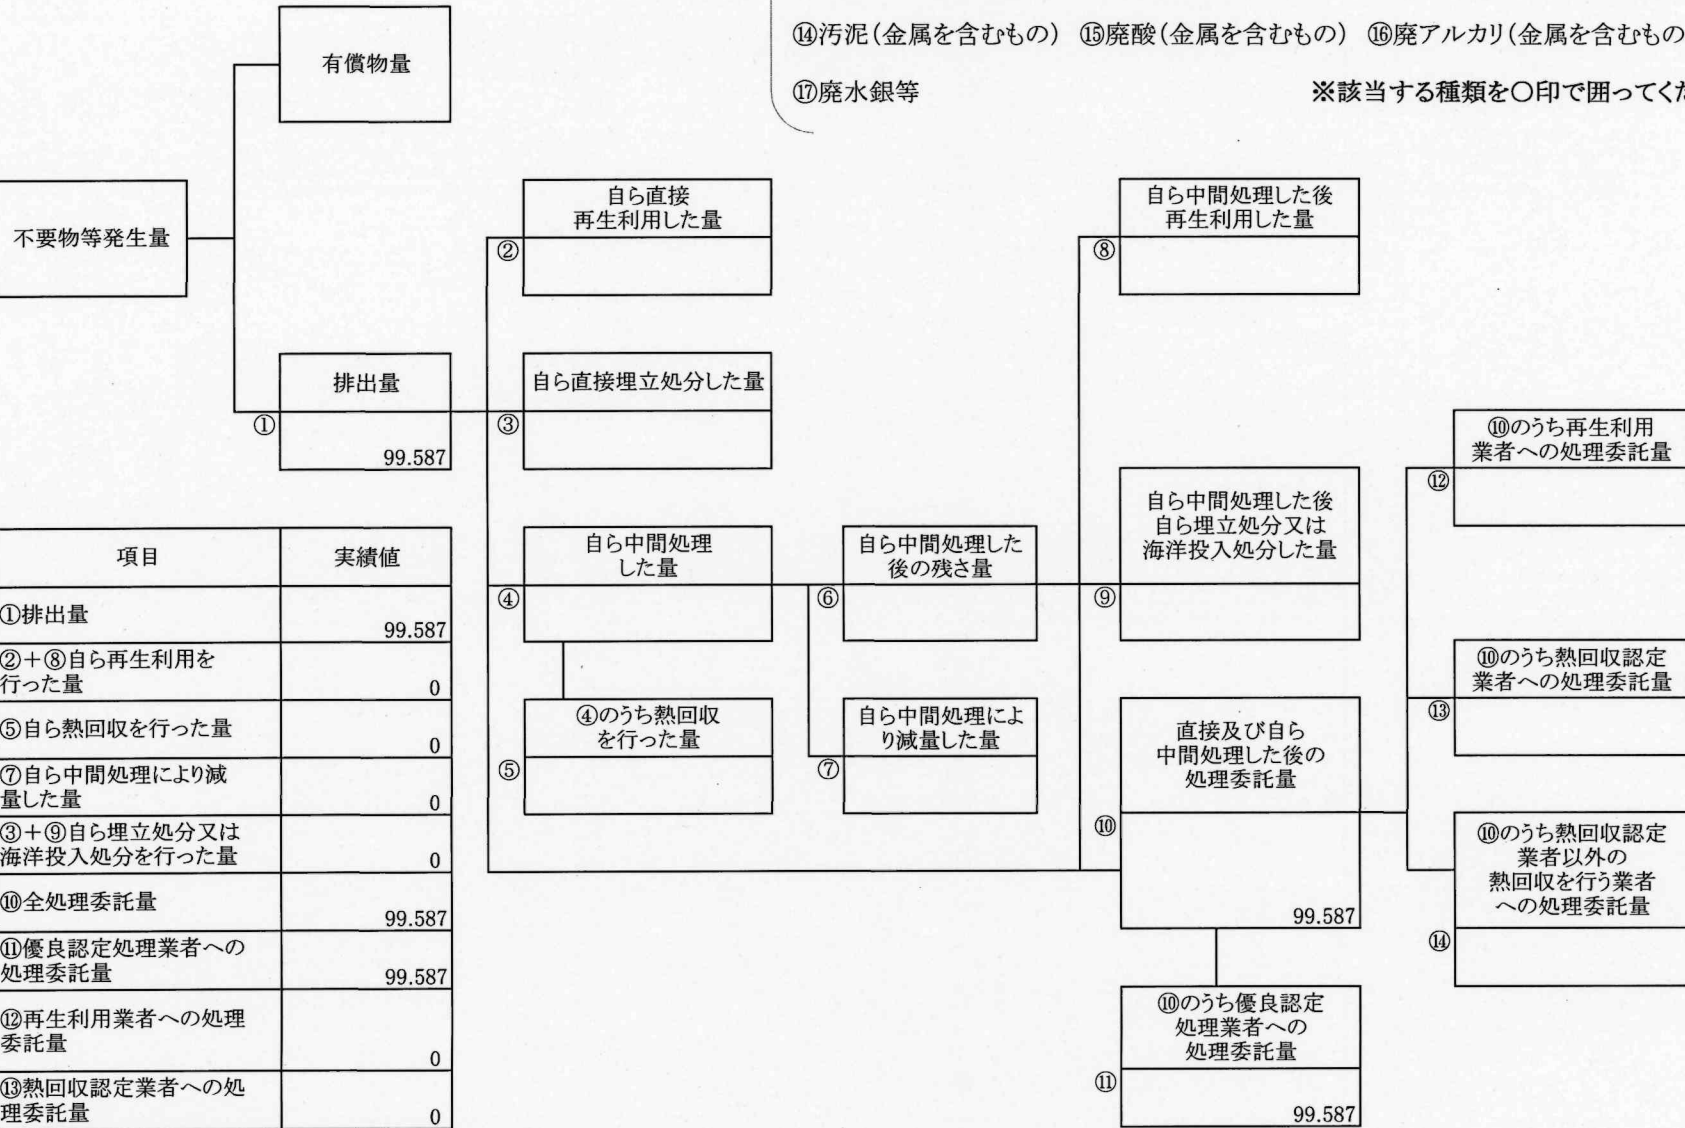 ⑭汚泥(金属を含むもの) ⑮廃酸(金属を含むもの) ⑯廃アルカリ(金属を含むもの
⑰廃水銀等
※該当する種類を〇印で囲ってくだ
有償物量
不要物等発生量
排出量
①
99.587
自ら直接
再生利用した量
②
自ら直接埋立処分した量
③
自ら中間処理
した量
④
④のうち熱回収
を行った量
⑤
自ら中間処理した
後の残さ量
⑥
自ら中間処理によ
り減量した量
⑦
自ら中間処理した後
再生利用した量
⑧
自ら中間処理した後
自ら埋立処分又は
海洋投入処分した量
⑨
直接及び自ら
中間処理した後の
処理委託量
⑩
99.587
⑩のうち優良認定
処理業者への
処理委託量
⑪
99.587
⑩のうち再生利用
業者への処理委託量
⑫
⑩のうち熱回収認定
業者への処理委託量
⑬
⑩のうち熱回収認定
業者以外の
熱回収を行う業者
への処理委託量
⑭
項目 実績値
①排出量
99.587
②+⑧自ら再生利用を
行った量
0
⑤自ら熱回収を行った量
0
⑦自ら中間処理により減
量した量
0
③+⑨自ら埋立処分又は
海洋投入処分を行った量
0
⑩全処理委託量
99.587
⑪優良認定処理業者への
処理委託量
99.587
⑫再生利用業者への処理
委託量
0
⑬熱回収認定業者への処
理委託量
0